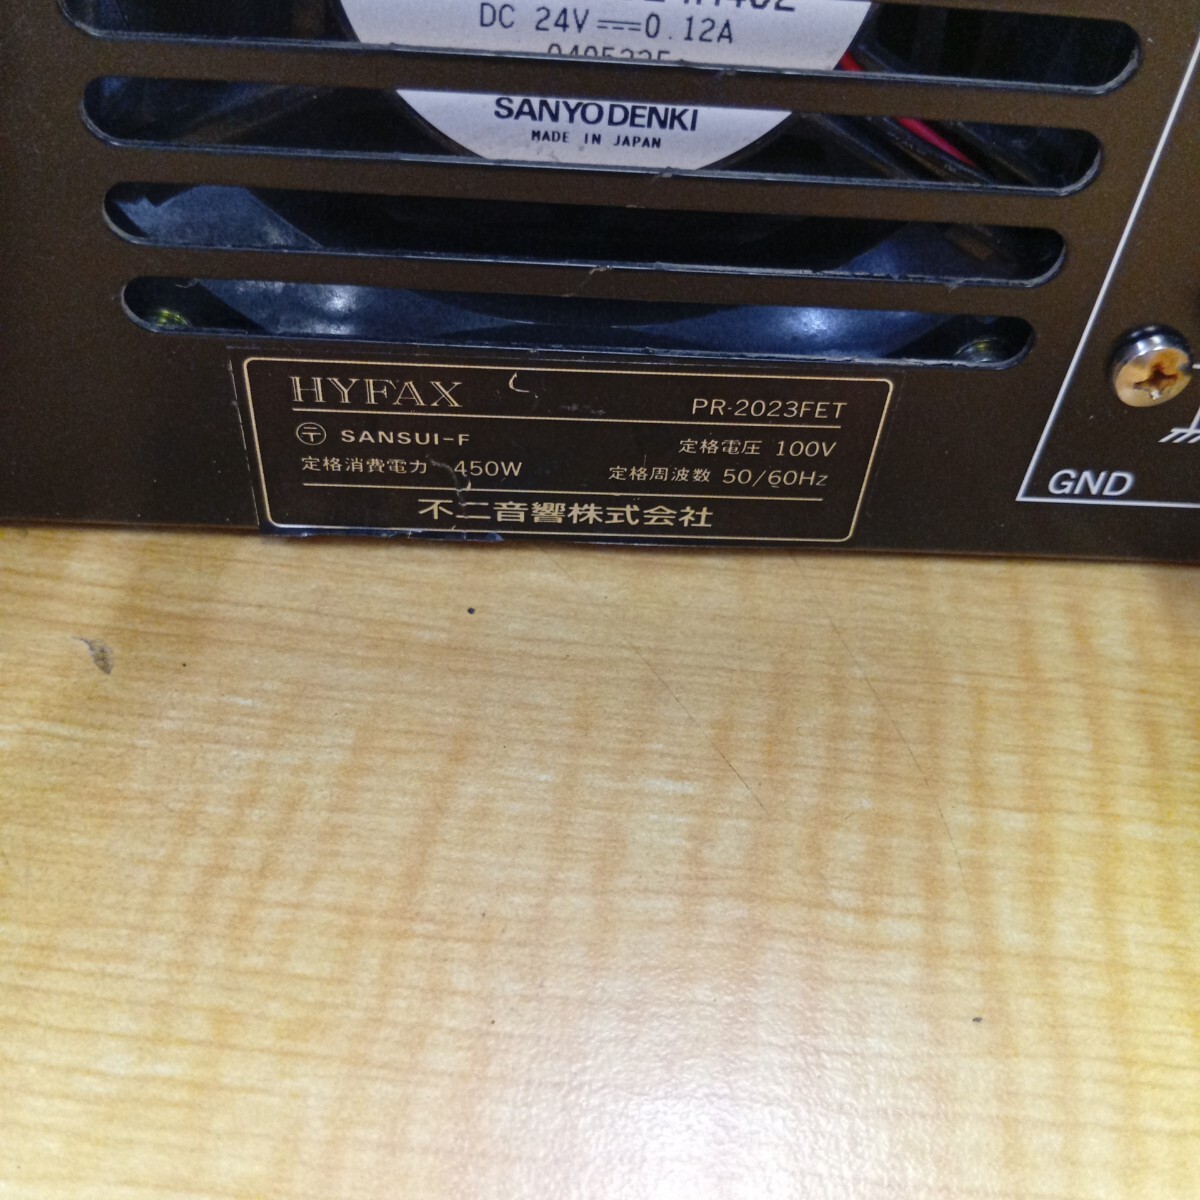 DC 24V⎓0.12A
SANYO DENKI
MADE IN JAPAN
HYFAX PR-2023FET
〶 SANSUI-F 定格電圧 100V
定格消費電力 450W 定格周波数 50/60Hz
不二音響株式会社
GND